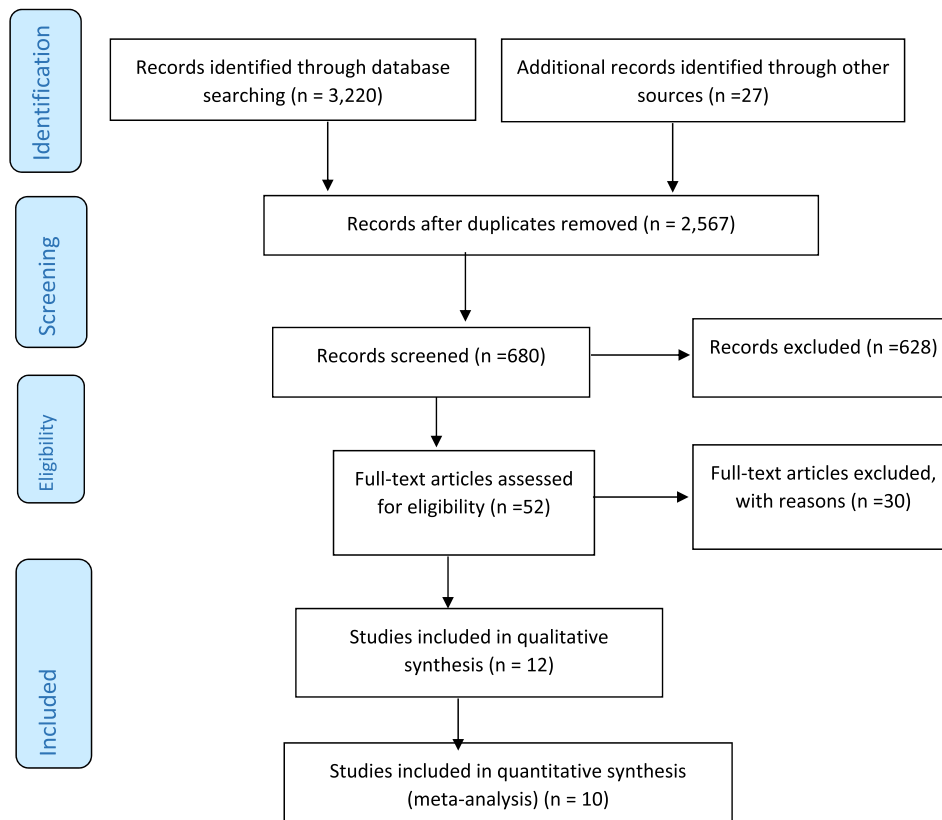 Identification
Records identified through database
searching (n = 3,220)
Additional records identified through other
sources (n =27)
Screening
Records after duplicates removed (n = 2,567)
Records screened (n =680)
Records excluded (n =628)
Eligibility
Full-text articles assessed
for eligibility (n =52)
Full-text articles excluded,
with reasons (n =30)
Included
Studies included in qualitative
synthesis (n = 12)
Studies included in quantitative synthesis
(meta-analysis) (n = 10)